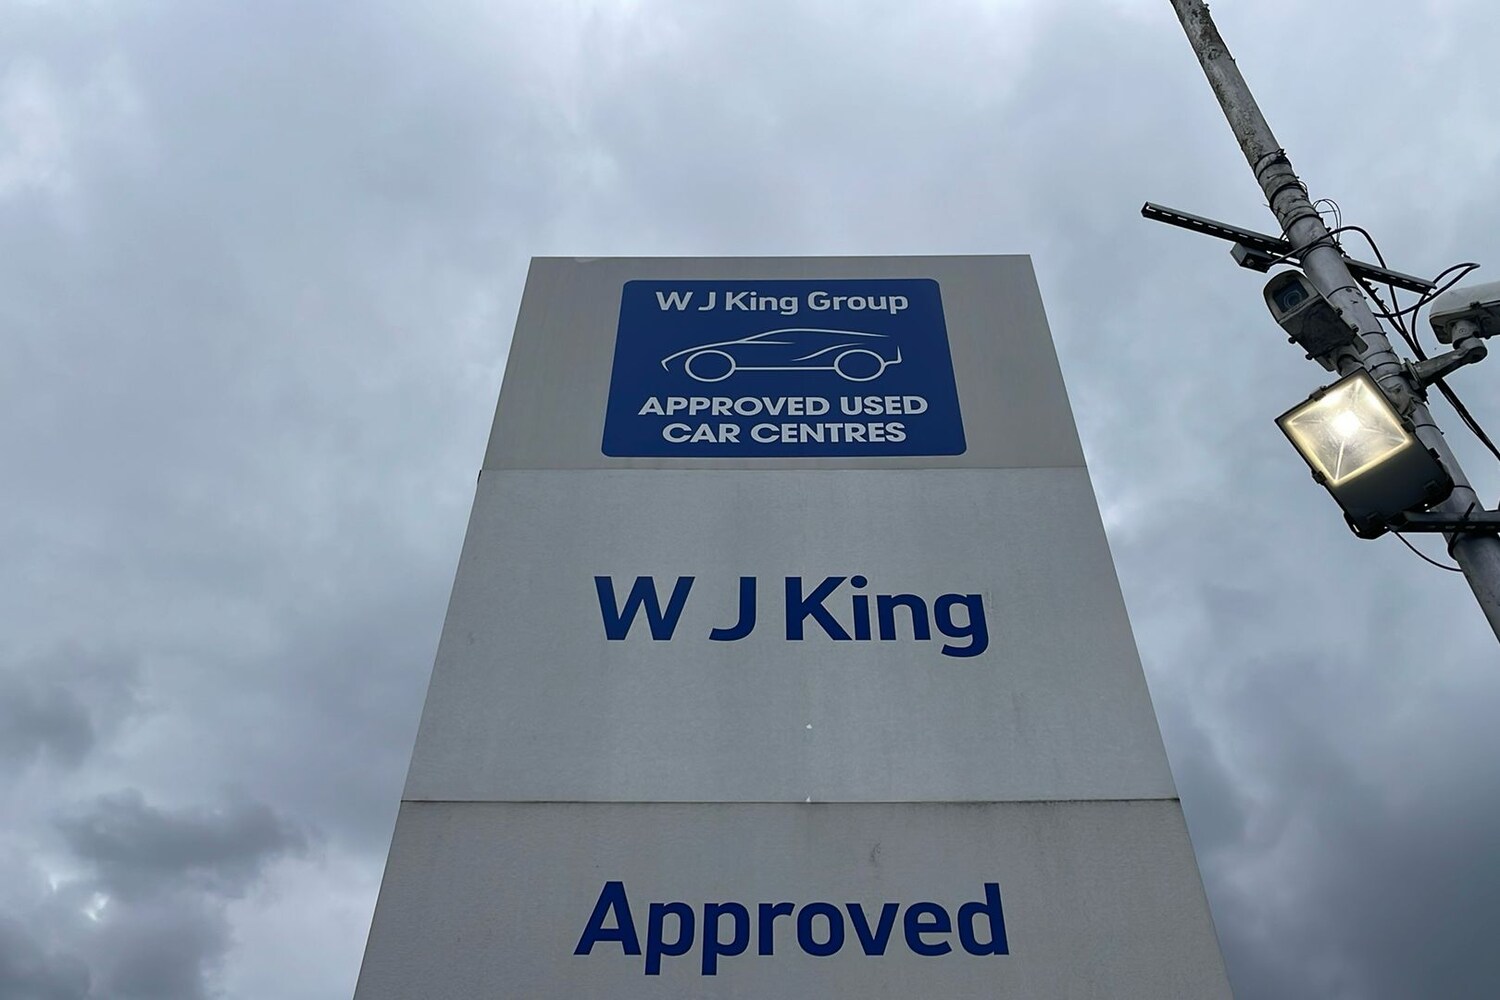 W J King Group
APPROVED USED
CAR CENTRES
W J King
Approved